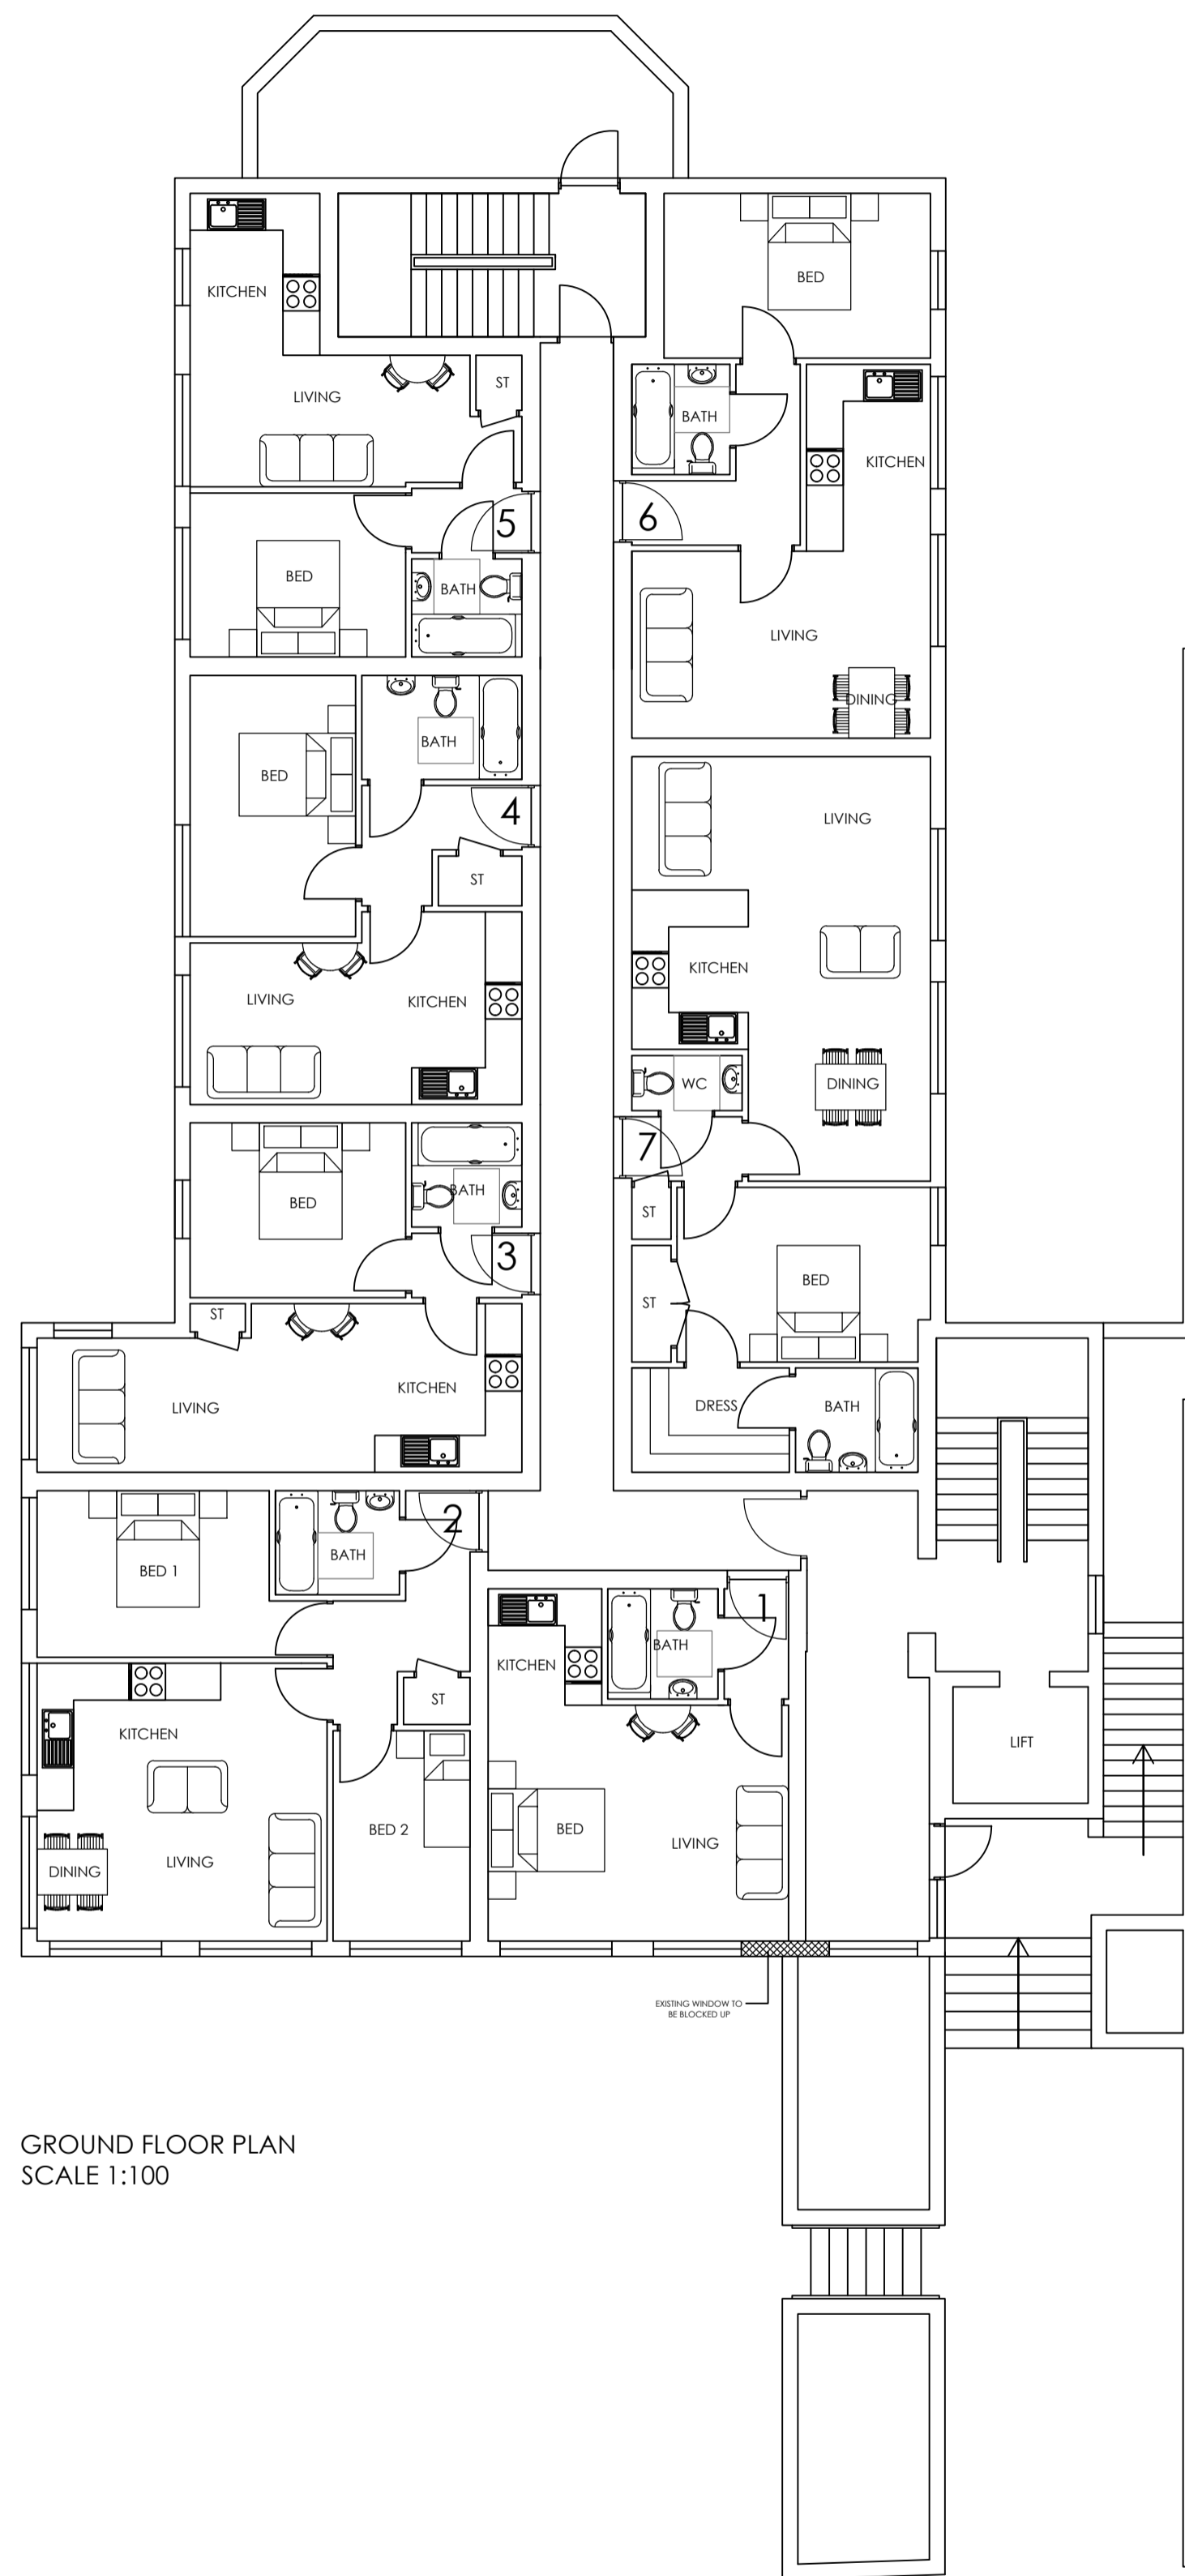 KITCHEN
BED
LIVING
ST
BATH
KITCHEN
5
6
BED
BATH
LIVING
DINING
BATH
BED
4
LIVING
ST
KITCHEN
LIVING
KITCHEN
WC
DINING
7
BATH
BED
ST
3
BED
ST
ST
KITCHEN
LIVING
DRESS
BATH
2
BATH
BED 1
1
BATH
KITCHEN
ST
KITCHEN
LIFT
BED 2
BED
LIVING
LIVING
DINING
EXISTING WINDOW TO
BE BLOCKED UP
GROUND FLOOR PLAN
SCALE 1:100